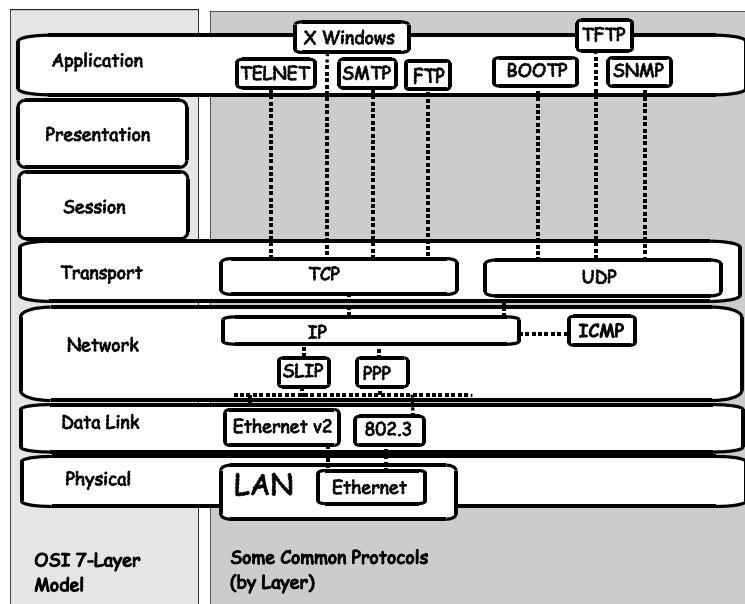 X Windows
TFTP
Application
TELNET
SMTP
FTP
BOOTP
SNMP
Presentation
Session
Transport
TCP
UDP
Network
IP
ICMP
SLIP
PPP
Data Link
Ethernet v2
802.3
Physical
LAN
Ethernet
OSI 7-Layer
Model
Some Common Protocols
(by Layer)